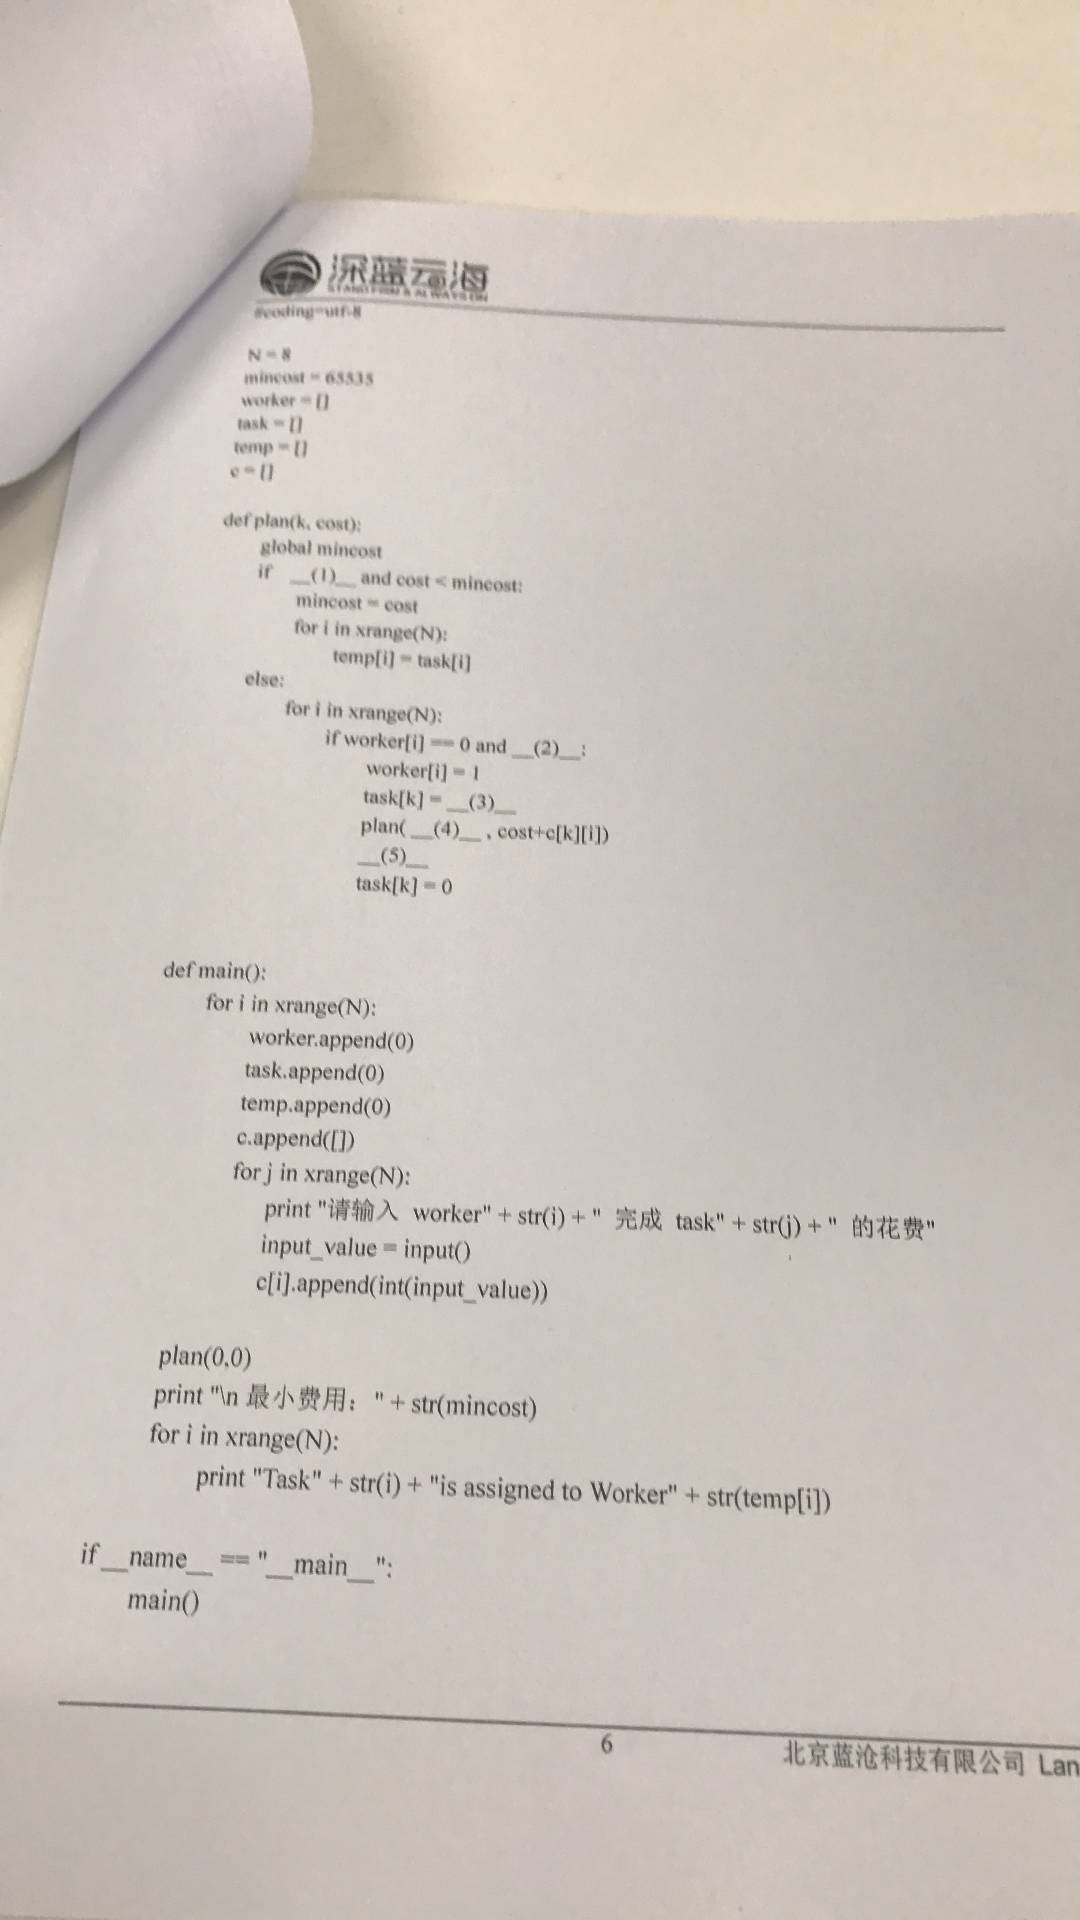 深蓝云海
STAND FIRM & ALWAYS ON
#coding=utf-8
N = 8
mincost = 65535
worker = []
task = []
temp = []
c = []
def plan(k, cost):
global mincost
if __(1)__ and cost < mincost:
mincost = cost
for i in xrange(N):
temp[i] = task[i]
else:
for i in xrange(N):
if worker[i] == 0 and __(2)__:
worker[i] = 1
task[k] = __(3)__
plan( __(4)__ , cost+c[k][i])
__(5)__
task[k] = 0
def main():
for i in xrange(N):
worker.append(0)
task.append(0)
temp.append(0)
c.append([])
for j in xrange(N):
print "请输入 worker" + str(i) + " 完成 task" + str(j) + " 的花费"
input_value = input()
c[i].append(int(input_value))
plan(0,0)
print "\n 最小费用： " + str(mincost)
for i in xrange(N):
print "Task" + str(i) + "is assigned to Worker" + str(temp[i])
if __name__ == "__main__":
main()
6
北京蓝沧科技有限公司 Lan